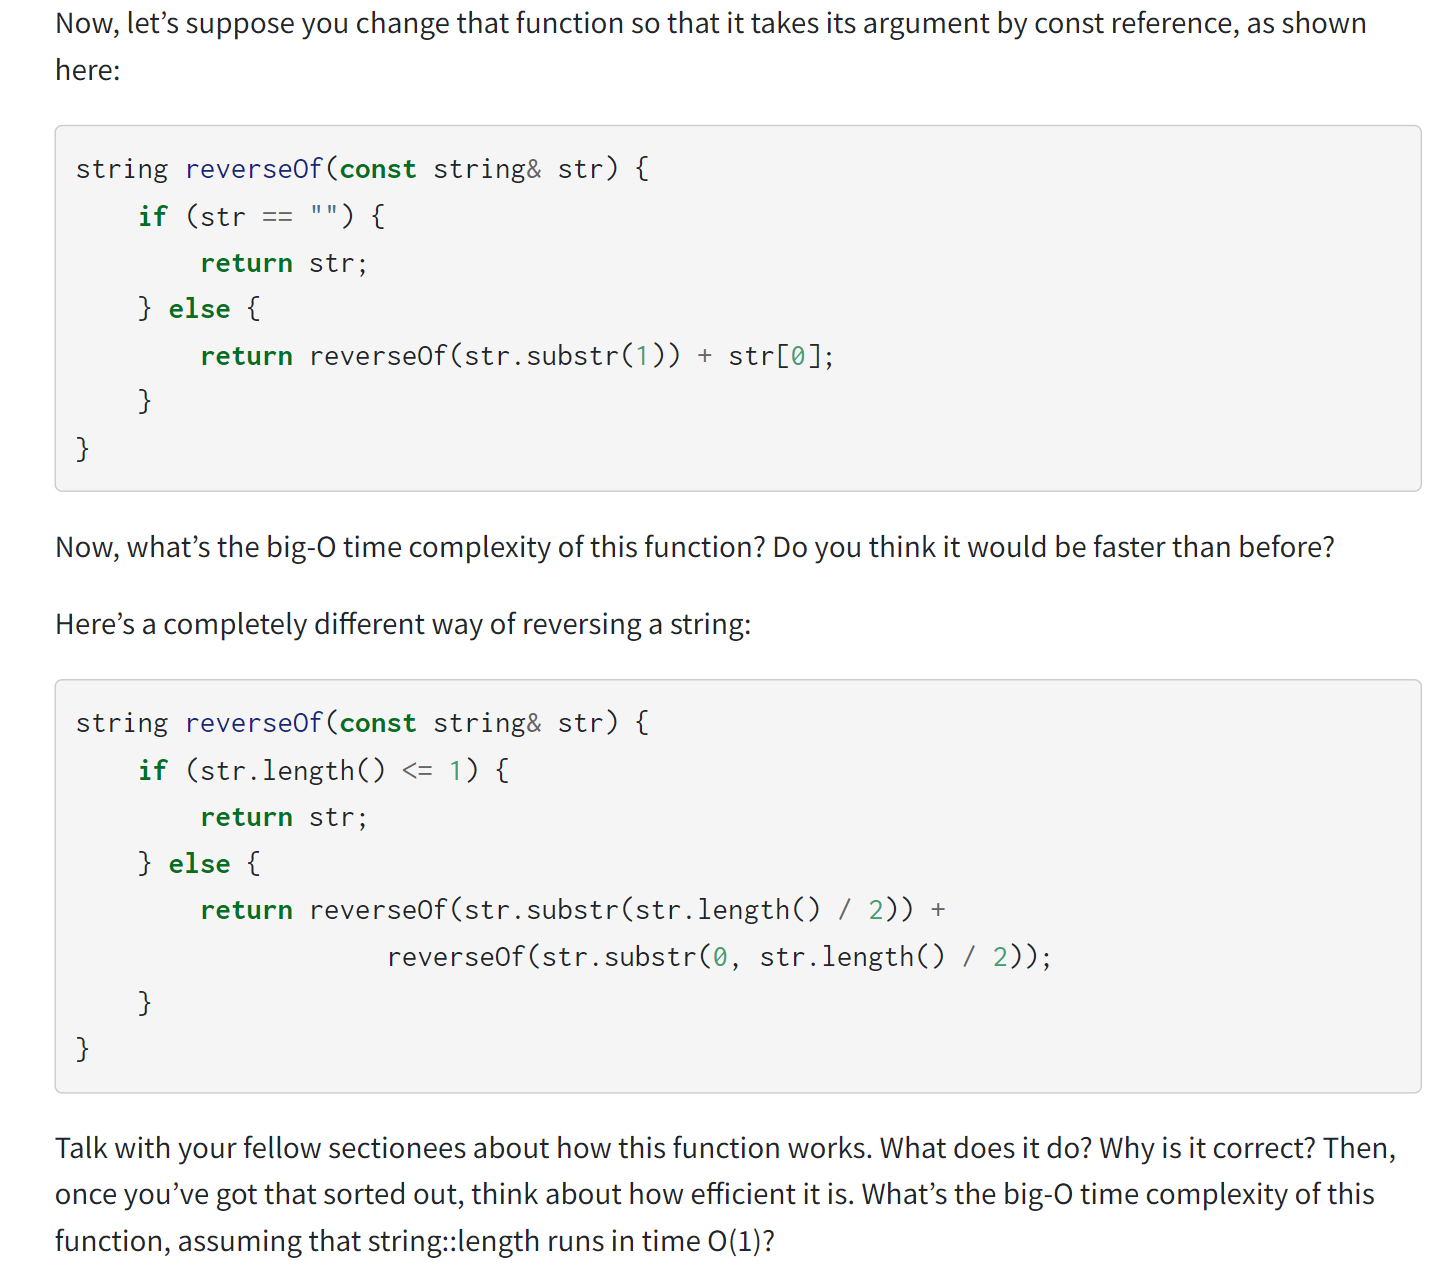 Now, let’s suppose you change that function so that it takes its argument by const reference, as shown
here:
string reverseOf(const string& str) {
    if (str == "") {
        return str;
    } else {
        return reverseOf(str.substr(1)) + str[0];
    }
}
Now, what’s the big-O time complexity of this function? Do you think it would be faster than before?
Here’s a completely different way of reversing a string:
string reverseOf(const string& str) {
    if (str.length() <= 1) {
        return str;
    } else {
        return reverseOf(str.substr(str.length() / 2)) +
                    reverseOf(str.substr(0, str.length() / 2));
    }
}
Talk with your fellow sectionees about how this function works. What does it do? Why is it correct? Then,
once you’ve got that sorted out, think about how efficient it is. What’s the big-O time complexity of this
function, assuming that string::length runs in time O(1)?